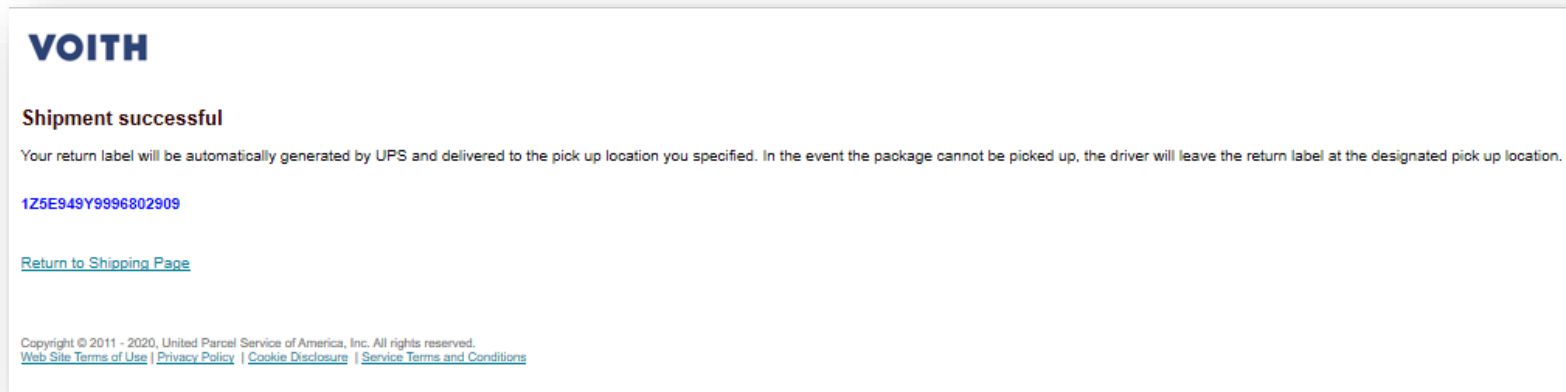 VOITH
Shipment successful
Your return label will be automatically generated by UPS and delivered to the pick up location you specified. In the event the package cannot be picked up, the driver will leave the return label at the designated pick up location.
1Z5E949Y9996802909
Return to Shipping Page
Copyright © 2011 - 2020, United Parcel Service of America, Inc. All rights reserved.
Web Site Terms of Use | Privacy Policy | Cookie Disclosure | Service Terms and Conditions